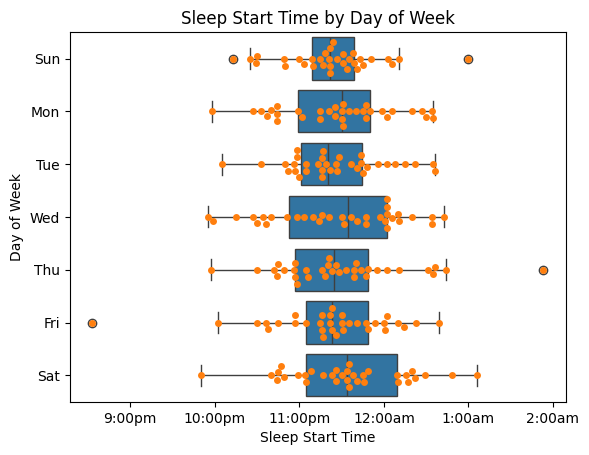 Sleep Start Time by Day of Week
Sun
Mon
Tue
Wed
Thu
Fri
Sat
Day of Week
9:00pm
10:00pm
11:00pm
12:00am
1:00am
2:00am
Sleep Start Time